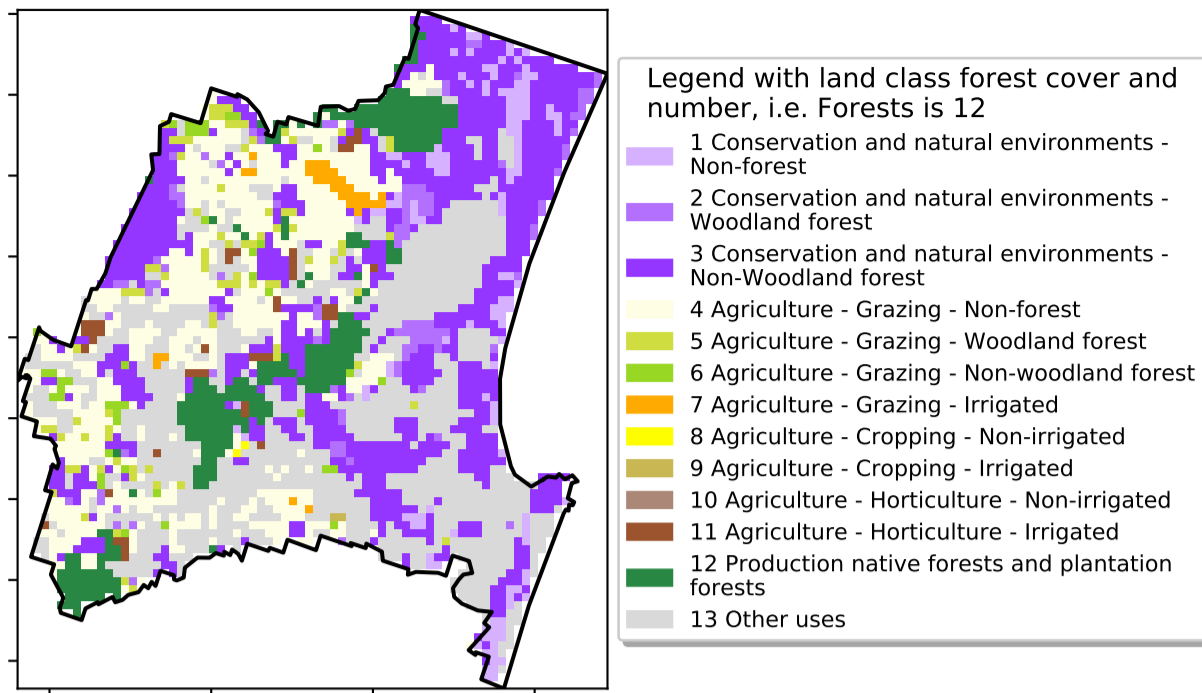 Legend with land class forest cover and
number, i.e. Forests is 12
1 Conservation and natural environments -
Non-forest
2 Conservation and natural environments -
Woodland forest
3 Conservation and natural environments -
Non-Woodland forest
4 Agriculture - Grazing - Non-forest
5 Agriculture - Grazing - Woodland forest
6 Agriculture - Grazing - Non-woodland forest
7 Agriculture - Grazing - Irrigated
8 Agriculture - Cropping - Non-irrigated
9 Agriculture - Cropping - Irrigated
10 Agriculture - Horticulture - Non-irrigated
11 Agriculture - Horticulture - Irrigated
12 Production native forests and plantation
forests
13 Other uses